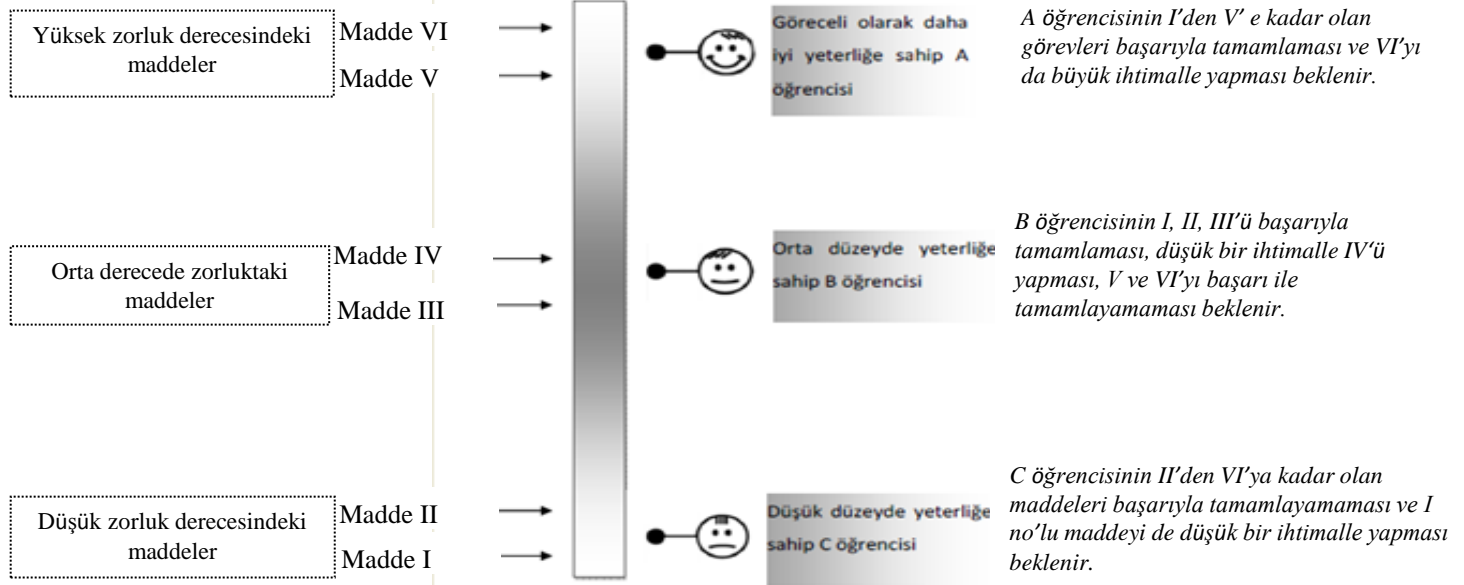 Yüksek zorluk derecesindeki
maddeler
Madde VI
Madde V
Göreceli olarak daha
iyi yeterliğe sahip A
öğrencisi
A öğrencisinin I'den V' e kadar olan
görevleri başarıyla tamamlaması ve VI'yı
da büyük ihtimalle yapması beklenir.
Orta derecede zorluktaki
maddeler
Madde IV
Madde III
Orta düzeyde yeterliğe
sahip B öğrencisi
B öğrencisinin I, II, III'ü başarıyla
tamamlaması, düşük bir ihtimalle IV'ü
yapması, V ve VI'yı başarı ile
tamamlayamaması beklenir.
Düşük zorluk derecesindeki
maddeler
Madde II
Madde I
Düşük düzeyde yeterliğe
sahip C öğrencisi
C öğrencisinin II'den VI'ya kadar olan
maddeleri başarıyla tamamlayamaması ve I
no'lu maddeyi de düşük bir ihtimalle yapması
beklenir.